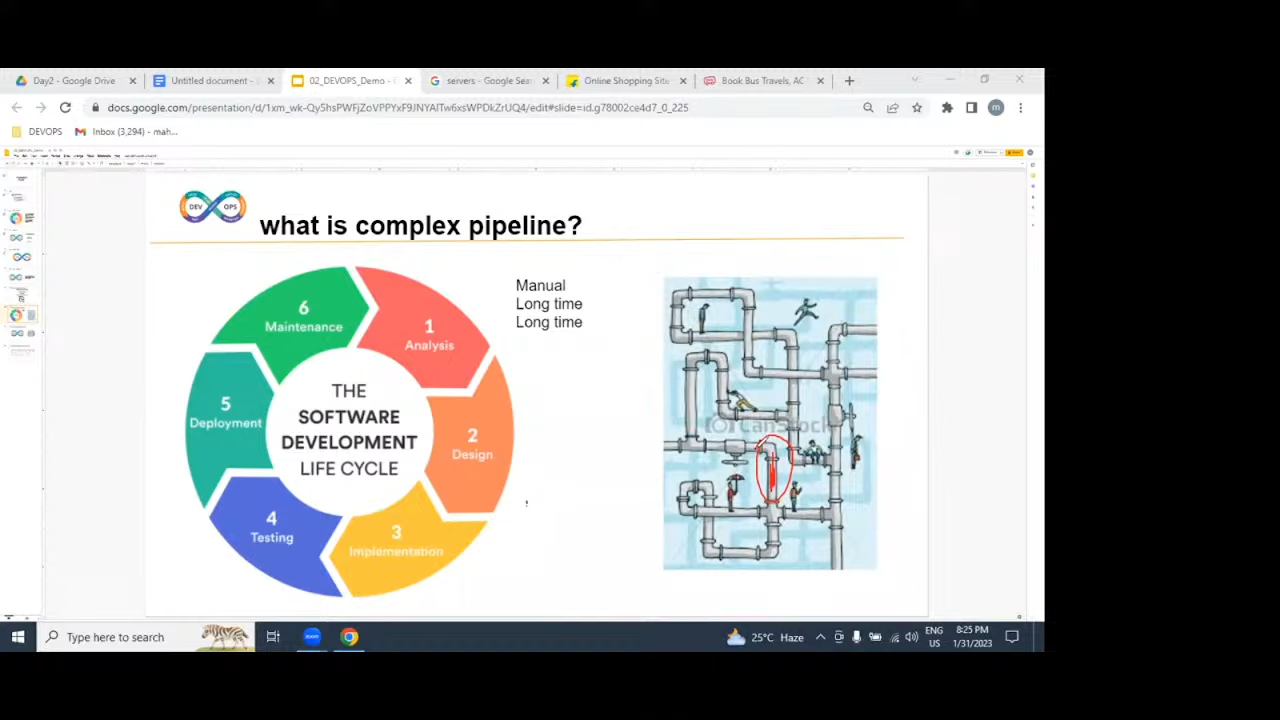 Day2 - Google Drive
Untitled document -
02_DEVOPS_Demo -
servers - Google Sea
Online Shopping Site
Book Bus Travels, AC
docs.google.com/presentation/d/1xm_wk-Qy5hsPWFjZoVPPYxF9JNYAlTw6xsWPDkZrUQ4/edit#slide=id.g78002ce4d7_0_225
m
DEVOPS
Inbox (3,294) - mah...
DEV OPS
what is complex pipeline?
Manual
Long time
Long time
6
Maintenance
1
Analysis
5
Deployment
THE
SOFTWARE
DEVELOPMENT
LIFE CYCLE
2
Design
4
Testing
3
Implementation
CanStock
Type here to search
zoom
25°C Haze
ENG
US
8:25 PM
1/31/2023